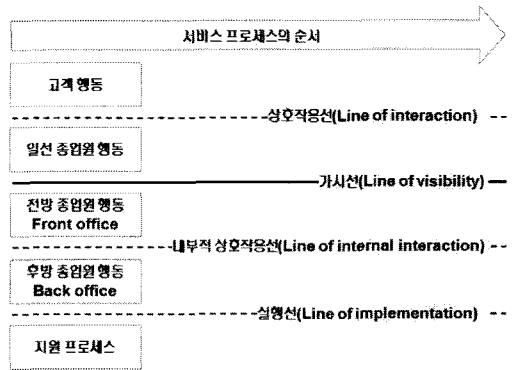 서비스 프로세스의 순서
고객 행동
상호작용선(Line of interaction)
일선 종업원 행동
가시선(Line of visibility)
전방 종업원 행동
Front office
내부적 상호작용선(Line of internal interaction)
후방 종업원 행동
Back office
실행선(Line of implementation)
지원 프로세스